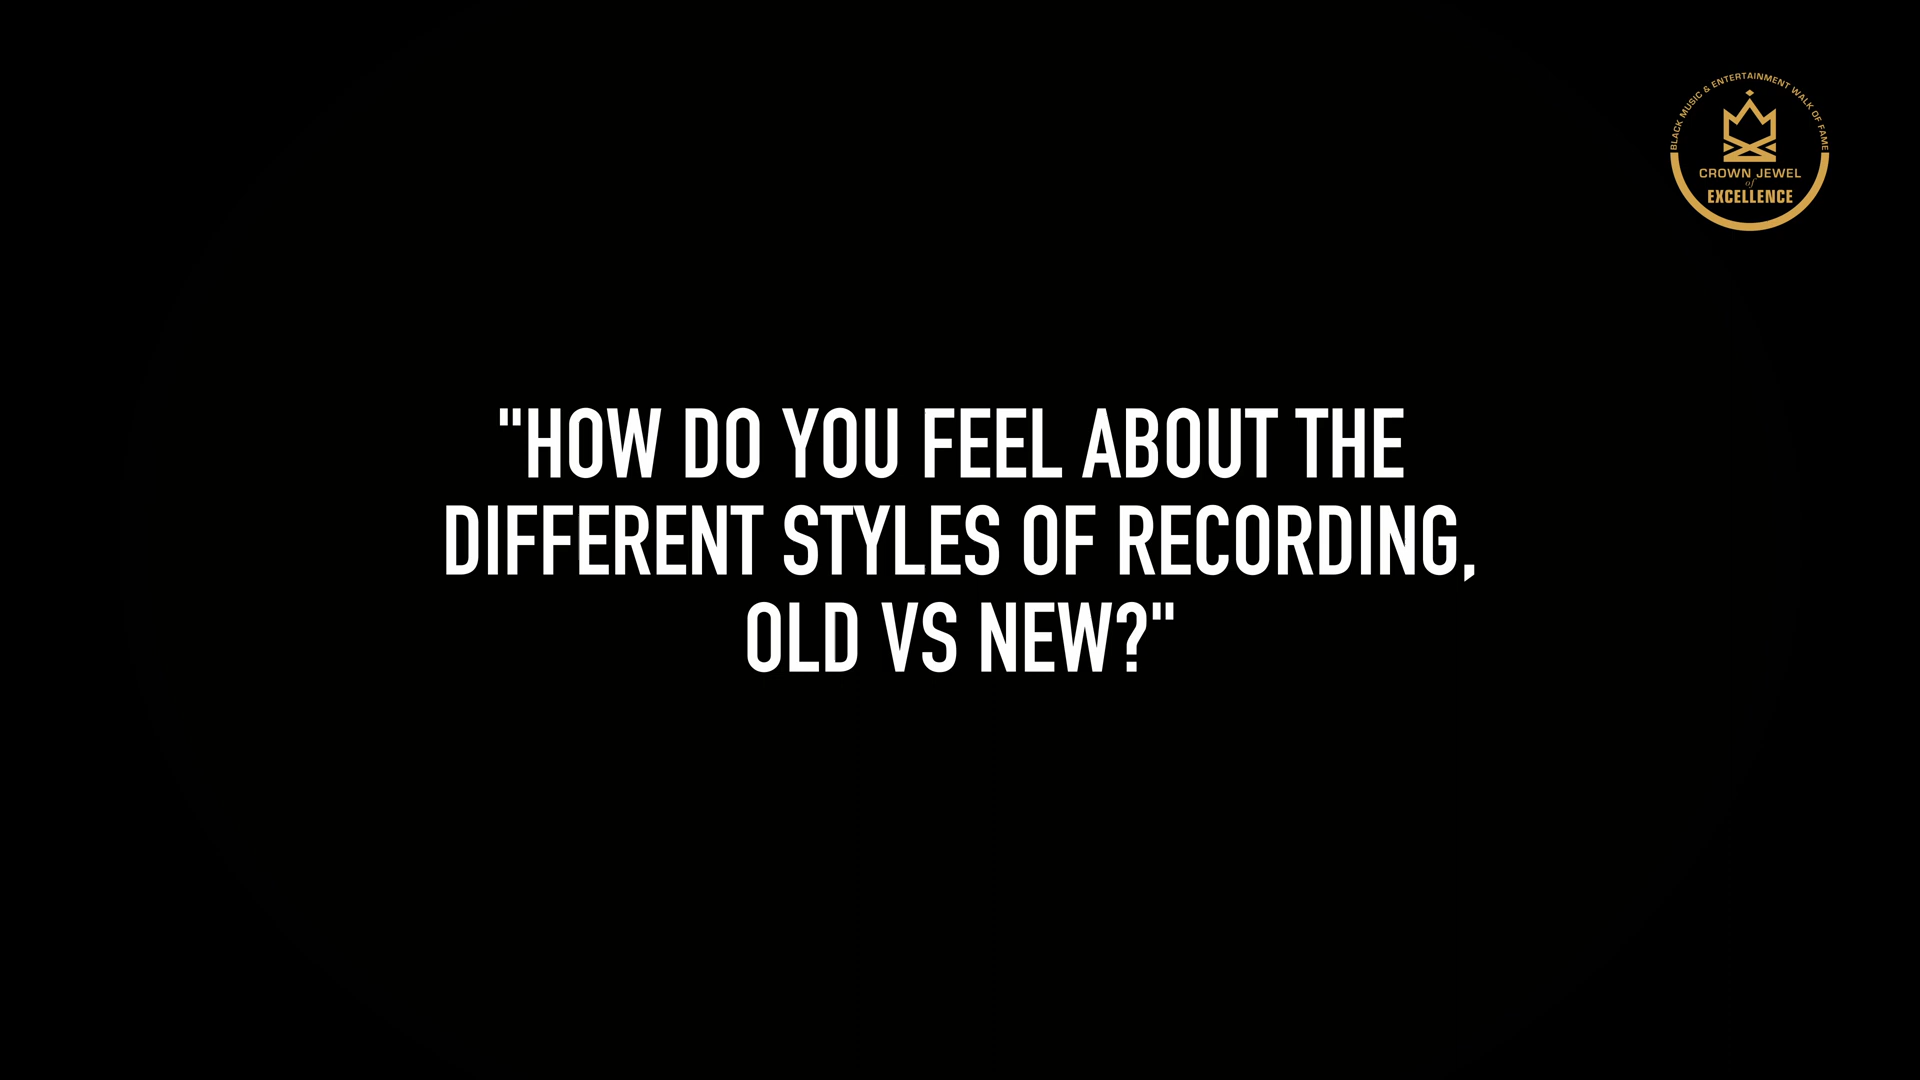 BLACK MUSIC & ENTERTAINMENT WALK OF FAME
CROWN JEWEL
of
EXCELLENCE
"HOW DO YOU FEEL ABOUT THE
DIFFERENT STYLES OF RECORDING,
OLD VS NEW?"